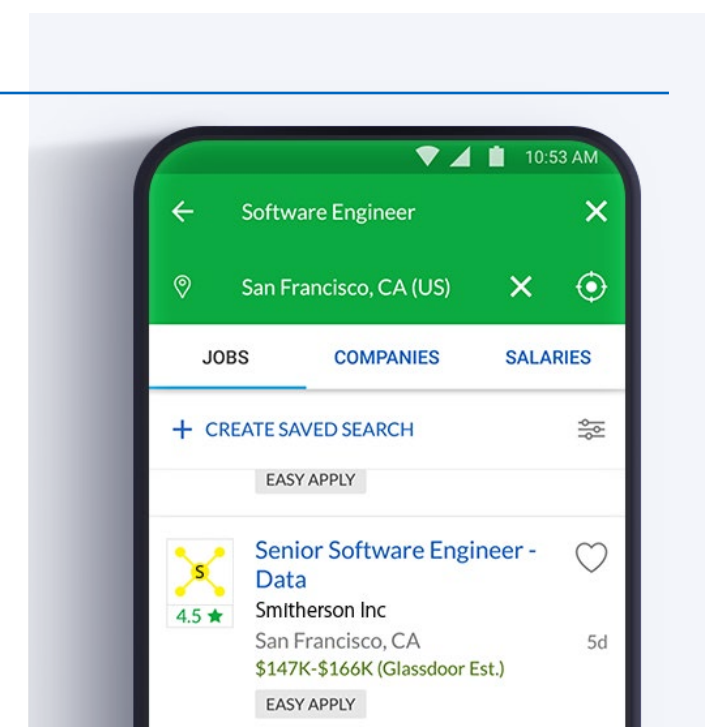 10:53 AM
Software Engineer
San Francisco, CA (US)
JOBS COMPANIES SALARIES
CREATE SAVED SEARCH
EASY APPLY
Senior Software Engineer -
Data
S
4.5
Smitherson Inc
San Francisco, CA 5d
$147K-$166K (Glassdoor Est.)
EASY APPLY